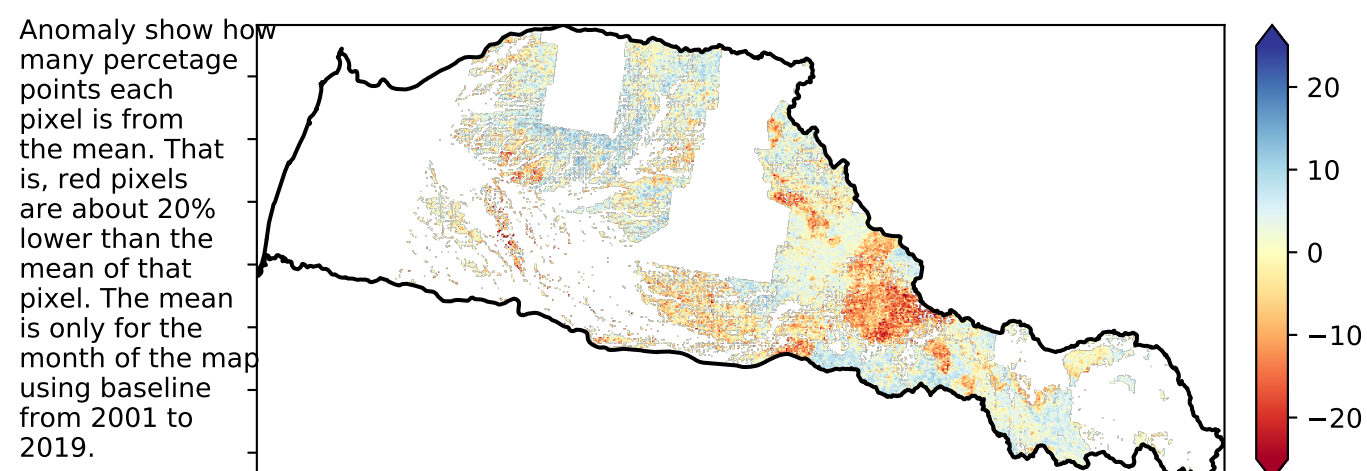 Anomaly show how
many percetage
points each
pixel is from
the mean. That
is, red pixels
are about 20%
lower than the
mean of that
pixel. The mean
is only for the
month of the map
using baseline
from 2001 to
2019.
20
10
0
−10
−20